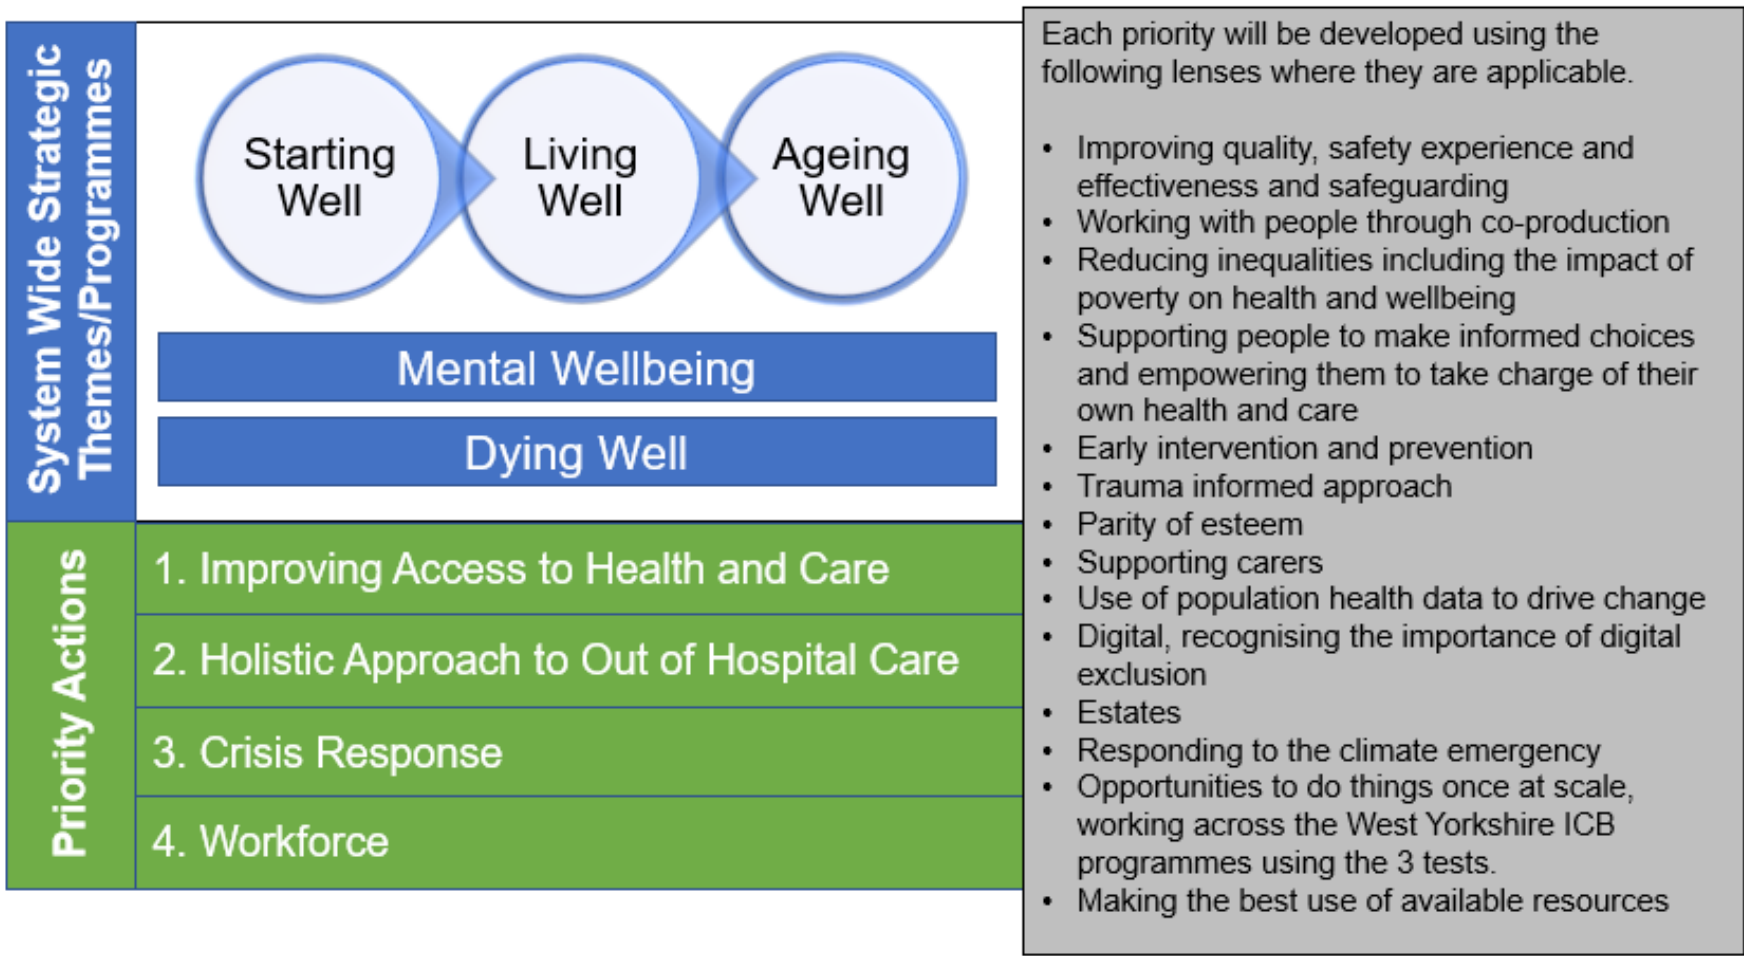 System Wide Strategic
Themes/Programmes
Starting
Well
Living
Well
Ageing
Well
Mental Wellbeing
Dying Well
Priority Actions
1. Improving Access to Health and Care
2. Holistic Approach to Out of Hospital Care
3. Crisis Response
4. Workforce
Each priority will be developed using the
following lenses where they are applicable.
• Improving quality, safety experience and
effectiveness and safeguarding
• Working with people through co-production
• Reducing inequalities including the impact of
poverty on health and wellbeing
• Supporting people to make informed choices
and empowering them to take charge of their
own health and care
• Early intervention and prevention
• Trauma informed approach
• Parity of esteem
• Supporting carers
• Use of population health data to drive change
• Digital, recognising the importance of digital
exclusion
• Estates
• Responding to the climate emergency
• Opportunities to do things once at scale,
working across the West Yorkshire ICB
programmes using the 3 tests.
• Making the best use of available resources